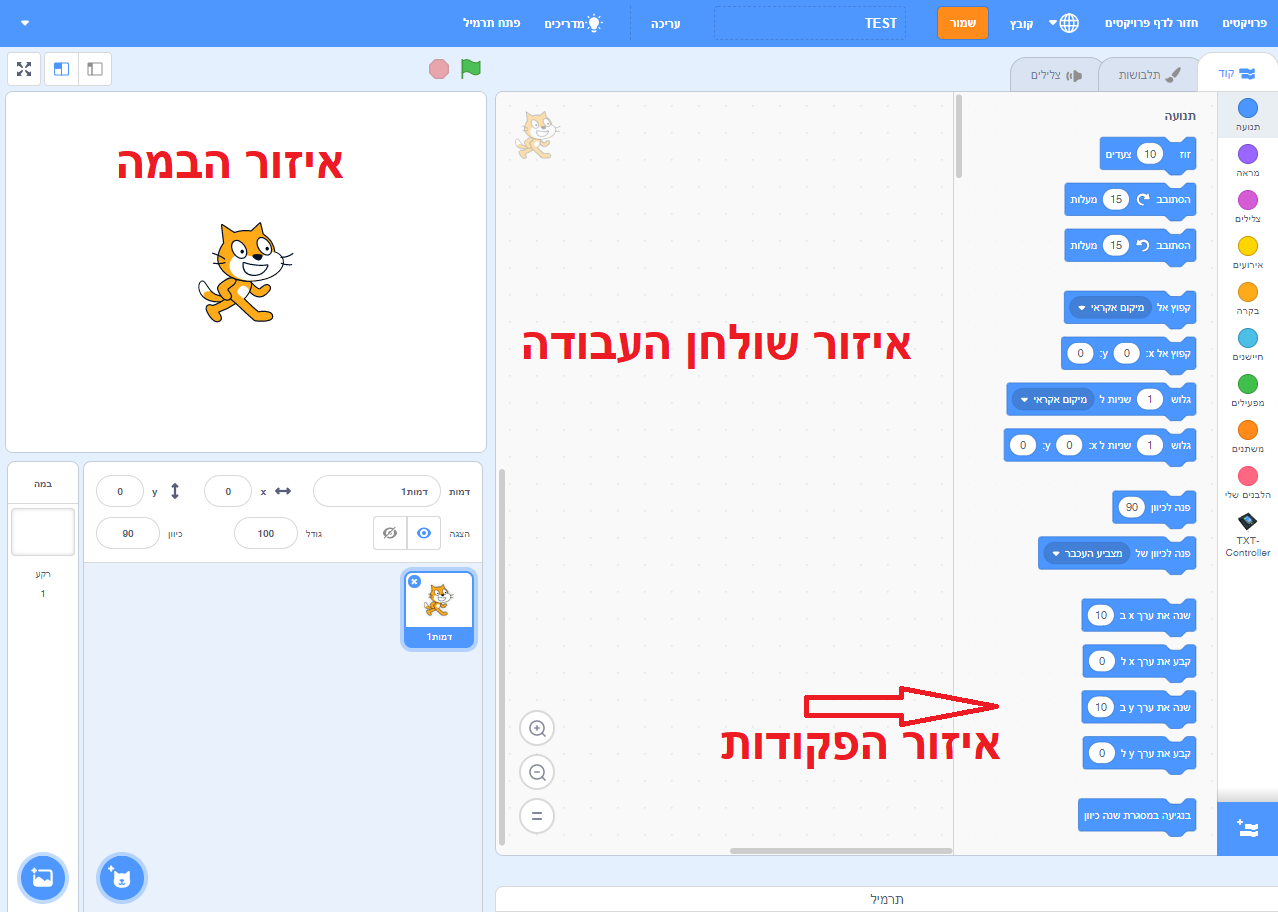 פרויקטים
חזור לדף פרויקטים
קובץ
שמור
TEST
עריכה
מדריכים
פתח תרמיל
קוד
תלבושות
צלילים
תנועה
מראה
צלילים
אירועים
בקרה
חיישנים
מפעילים
משתנים
הלבנים שלי
TXT-
Controller
תנועה
זוז 10 צעדים
הסתובב 15 מעלות
הסתובב 15 מעלות
קפוץ אל מיקום אקראי
קפוץ אל x: 0 y: 0
גלוש 1 שניות ל מיקום אקראי
גלוש 1 שניות ל x: 0 y: 0
פנה לכיוון 90
פנה לכיוון של מצביע העכבר
שנה את ערך x ב 10
קבע את ערך x ל 0
שנה את ערך y ב 10
קבע את ערך y ל 0
בנגיעה במסגרת שנה כיוון
איזור שולחן העבודה
איזור הפקודות
תרמיל
איזור הבמה
דמות דמות1 x 0 y 0
הצגה גודל 100 כיוון 90
דמות1
במה
רקע
1